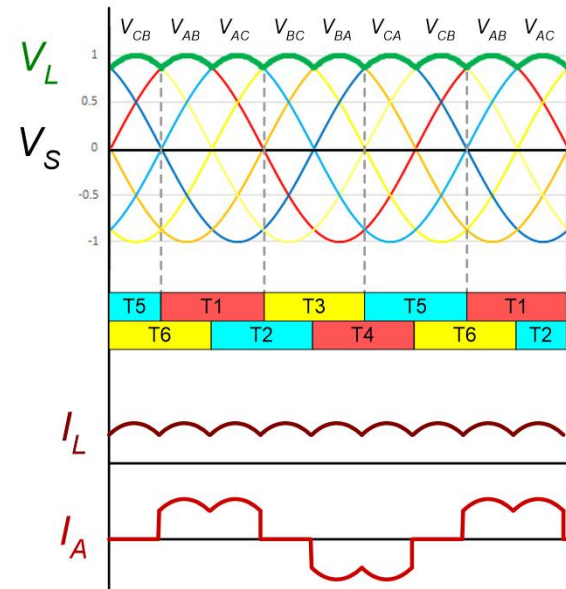 V_CB V_AB V_AC V_BC V_BA V_CA V_CB V_AB V_AC
V_L
1
0.5
V_S
0
-0.5
-1
T5 T1 T3 T5 T1
T6 T2 T4 T6 T2
I_L
I_A